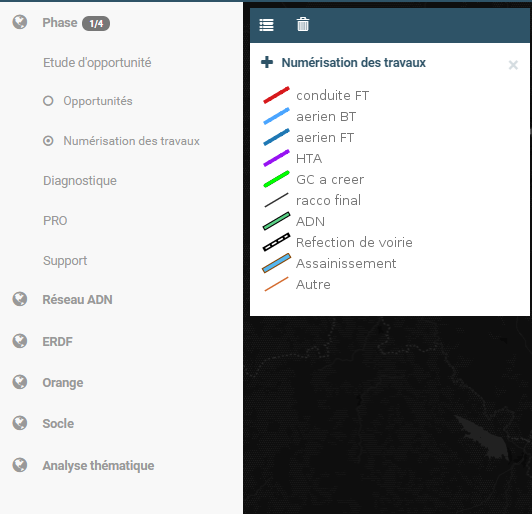 Phase 1/4
Etude d'opportunité
Opportunités
Numérisation des travaux
Diagnostique
PRO
Support
Réseau ADN
ERDF
Orange
Socle
Analyse thématique
Numérisation des travaux
conduite FT
aerien BT
aerien FT
HTA
GC a creer
racco final
ADN
Refection de voirie
Assainissement
Autre